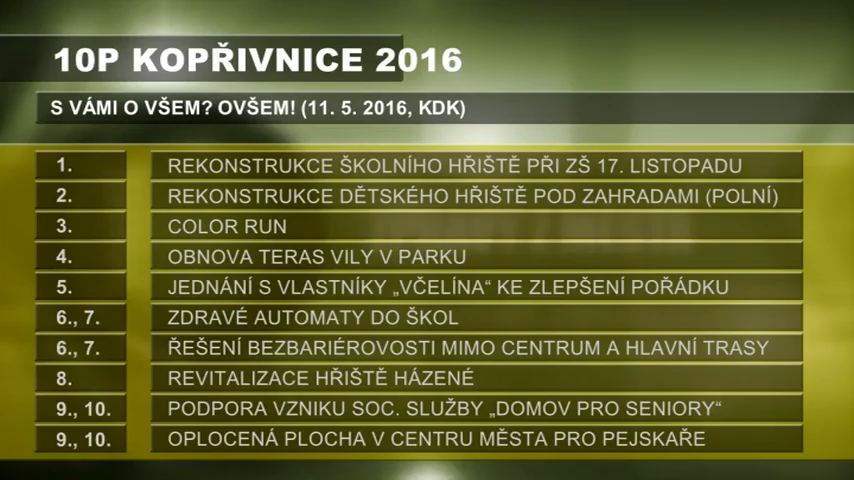 10P KOPŘIVNICE 2016
S VÁMI O VŠEM? OVŠEM! (11. 5. 2016, KDK)
1. REKONSTRUKCE ŠKOLNÍHO HŘIŠTĚ PŘI ZŠ 17. LISTOPADU
2. REKONSTRUKCE DĚTSKÉHO HŘIŠTĚ POD ZAHRADAMI (POLNÍ)
3. COLOR RUN
4. OBNOVA TERAS VILY V PARKU
5. JEDNÁNÍ S VLASTNÍKY „VČELÍNA“ KE ZLEPŠENÍ POŘÁDKU
6., 7. ZDRAVÉ AUTOMATY DO ŠKOL
6., 7. ŘEŠENÍ BEZBARIÉROVOSTI MIMO CENTRUM A HLAVNÍ TRASY
8. REVITALIZACE HŘIŠTĚ HÁZENÉ
9., 10. PODPORA VZNIKU SOC. SLUŽBY „DOMOV PRO SENIORY“
9., 10. OPLOCENÁ PLOCHA V CENTRU MĚSTA PRO PEJSKAŘE